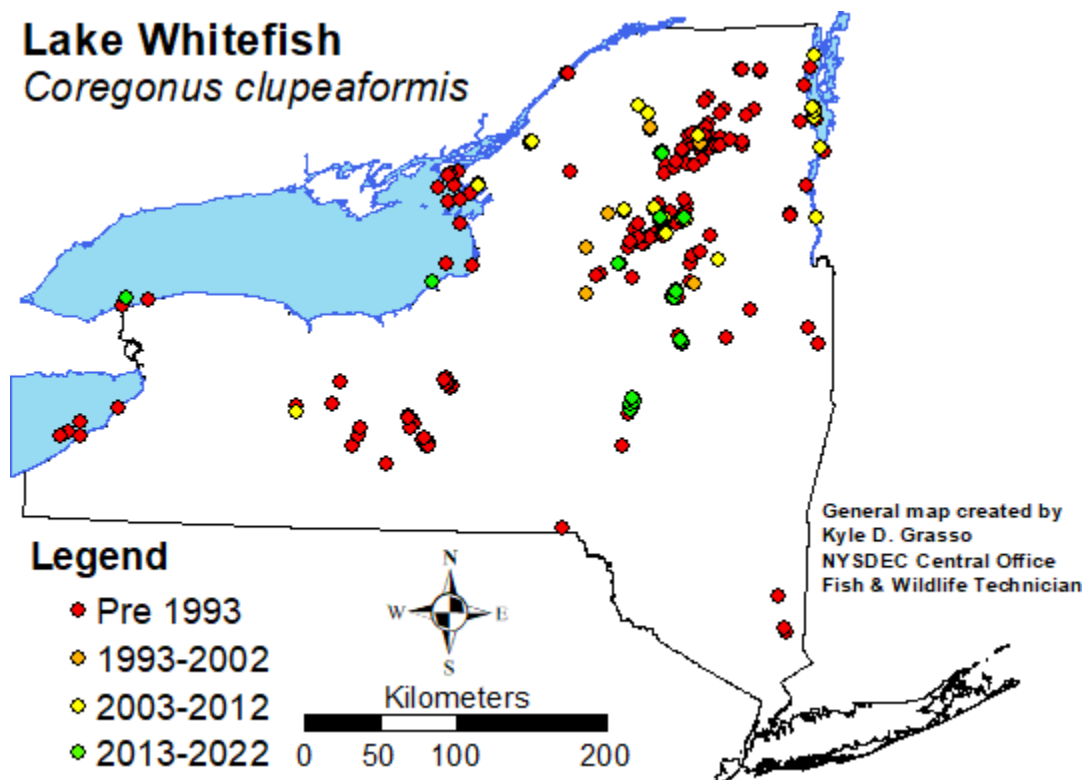 Lake Whitefish
Coregonus clupeaformis
General map created by
Kyle D. Grasso
NYSDEC Central Office
Fish & Wildlife Technician
Legend
Pre 1993
1993-2002
2003-2012
2013-2022
N
W E
S
Kilometers
0 50 100 200